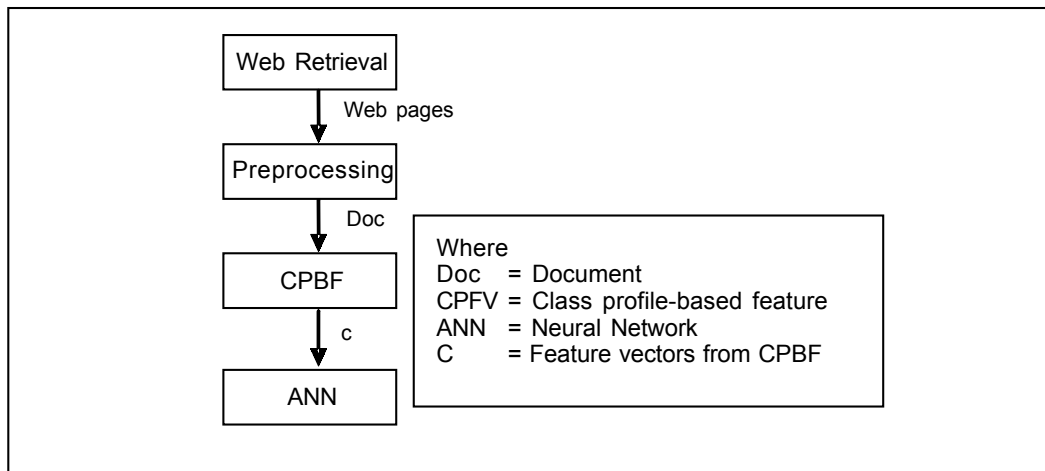 Web Retrieval
Web pages
Preprocessing
Doc
CPBF
c
ANN
Where
Doc = Document
CPFV = Class profile-based feature
ANN = Neural Network
C = Feature vectors from CPBF